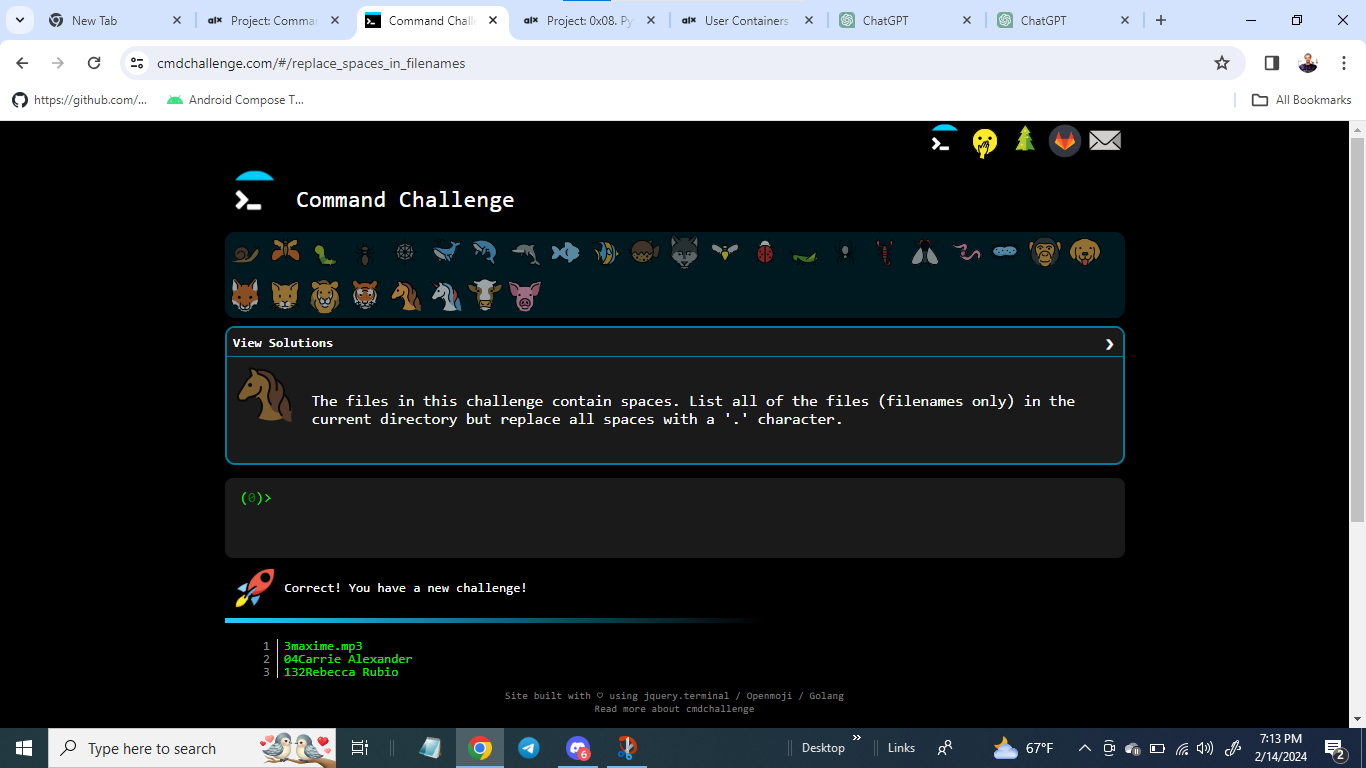 New Tab
Project: Comma
Command Challe
Project: 0x08. Py
User Containers
ChatGPT
ChatGPT
cmdchallenge.com/#/replace_spaces_in_filenames
https://github.com/...
Android Compose T...
All Bookmarks
Command Challenge
View Solutions
The files in this challenge contain spaces. List all of the files (filenames only) in the
current directory but replace all spaces with a '.' character.
(0)>
Correct! You have a new challenge!
1 3maxime.mp3
2 04Carrie Alexander
3 132Rebecca Rubio
Site built with ♡ using jquery.terminal / Openmoji / Golang
Read more about cmdchallenge
Type here to search
6
Desktop
Links
67°F
7:13 PM
2/14/2024
2